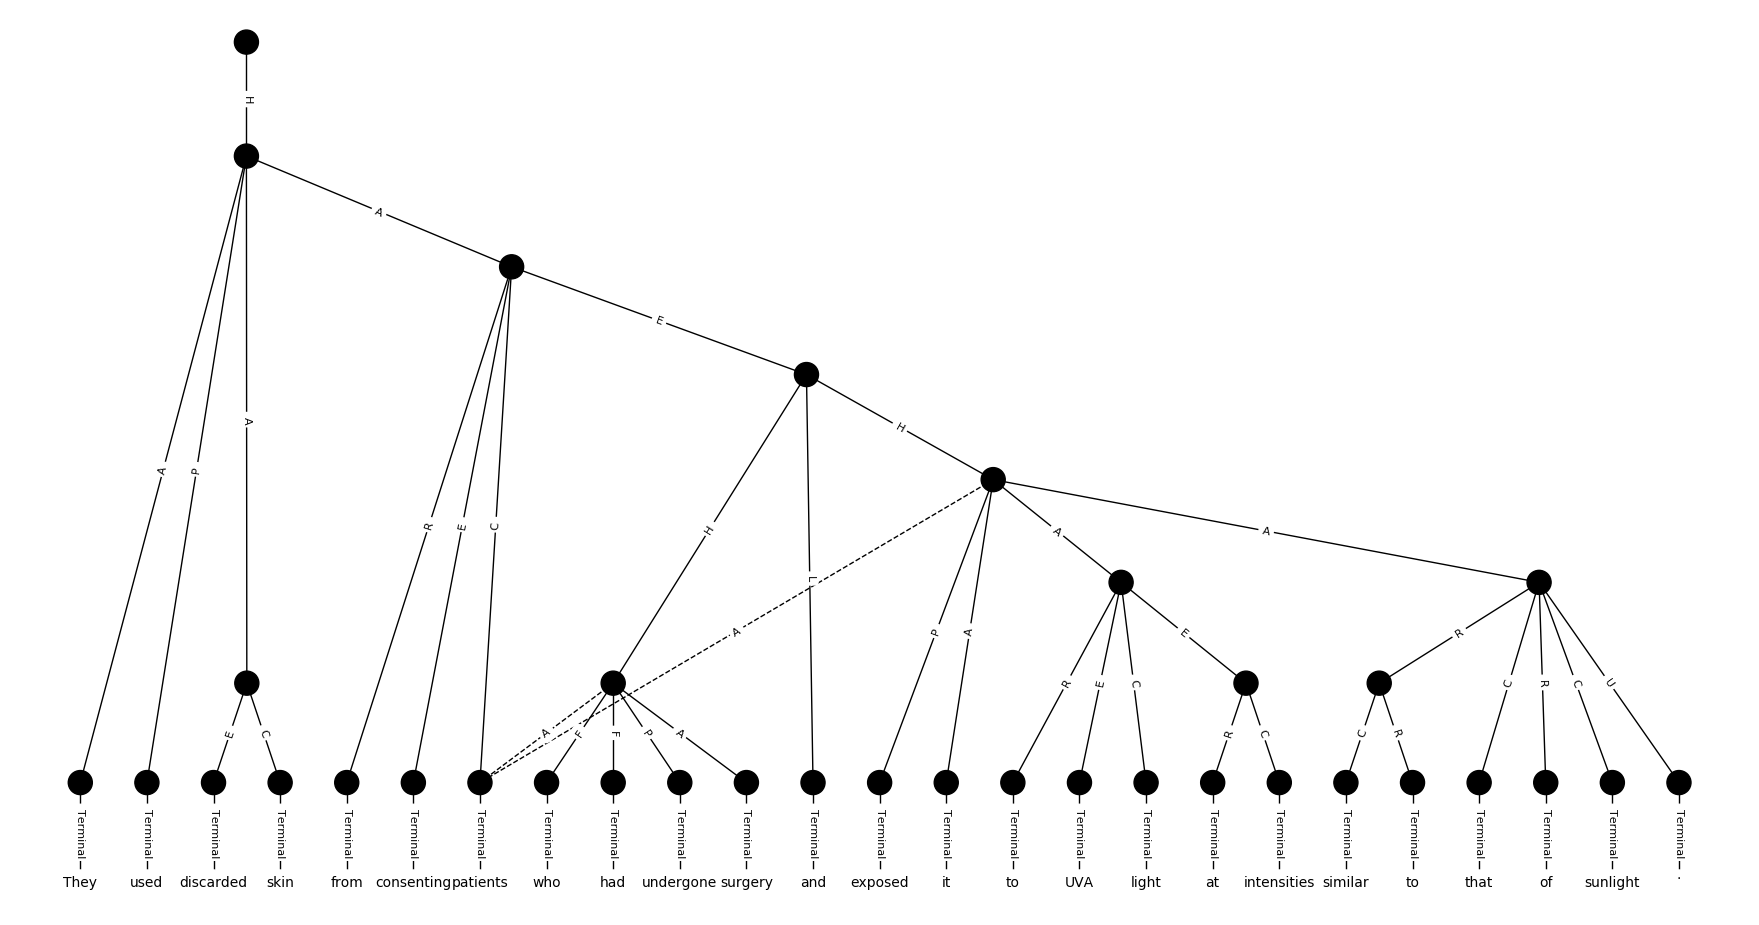 H
A
E
H
A P A H A A
R E C L
A R
P A E
R E C C R C U
A F F P A E C R C C R
Terminal Terminal Terminal Terminal Terminal Terminal Terminal Terminal Terminal Terminal Terminal Terminal Terminal Terminal Terminal Terminal Terminal Terminal Terminal Terminal Terminal Terminal Terminal Terminal Terminal
They used discarded skin from consenting patients who had undergone surgery and exposed it to UVA light at intensities similar to that of sunlight .